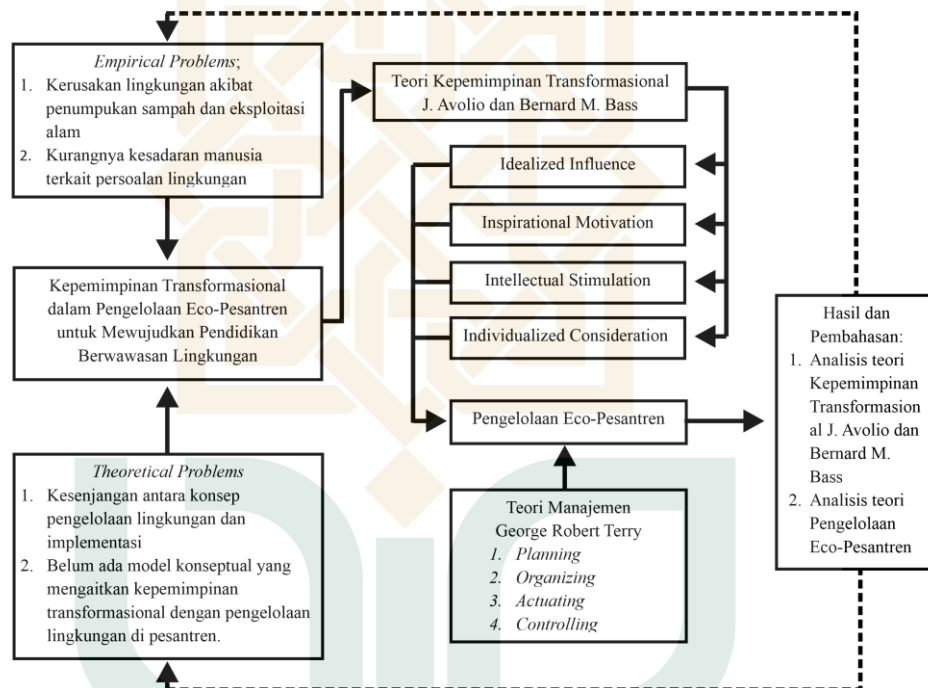 Empirical Problems;
1. Kerusakan lingkungan akibat
penumpukan sampah dan eksploitasi
alam
2. Kurangnya kesadaran manusia
terkait persoalan lingkungan
Kepemimpinan Transformasional
dalam Pengelolaan Eco-Pesantren
untuk Mewujudkan Pendidikan
Berwawasan Lingkungan
Theoretical Problems
1. Kesenjangan antara konsep
pengelolaan lingkungan dan
implementasi
2. Belum ada model konseptual yang
mengaitkan kepemimpinan
transformasional dengan pengelolaan
lingkungan di pesantren.
Teori Kepemimpinan Transformasional
J. Avolio dan Bernard M. Bass
Idealized Influence
Inspirational Motivation
Intellectual Stimulation
Individualized Consideration
Pengelolaan Eco-Pesantren
Teori Manajemen
George Robert Terry
1. Planning
2. Organizing
3. Actuating
4. Controlling
Hasil dan
Pembahasan:
1. Analisis teori
Kepemimpinan
Transformasion
al J. Avolio dan
Bernard M.
Bass
2. Analisis teori
Pengelolaan
Eco-Pesantren